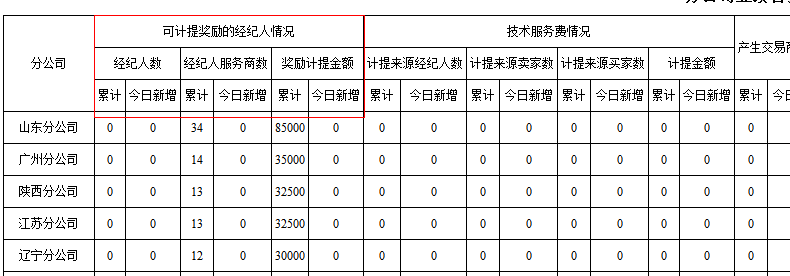 分公司 可计提奖励的经纪人情况 技术服务费情况 产生交易商
经纪人数 经纪人服务商数 奖励计提金额 计提来源经纪人数 计提来源卖家数 计提来源买家数 计提金额
累计 今日新增 累计 今日新增 累计 今日新增 累计 今日新增 累计 今日新增 累计 今日新增 累计 今日新增 累计 今日
山东分公司 0 0 34 0 85000 0 0 0 0 0 0 0 0 0 0
广州分公司 0 0 14 0 35000 0 0 0 0 0 0 0 0 0 0
陕西分公司 0 0 13 0 32500 0 0 0 0 0 0 0 0 0 0
江苏分公司 0 0 13 0 32500 0 0 0 0 0 0 0 0 0 0
辽宁分公司 0 0 12 0 30000 0 0 0 0 0 0 0 0 0 0